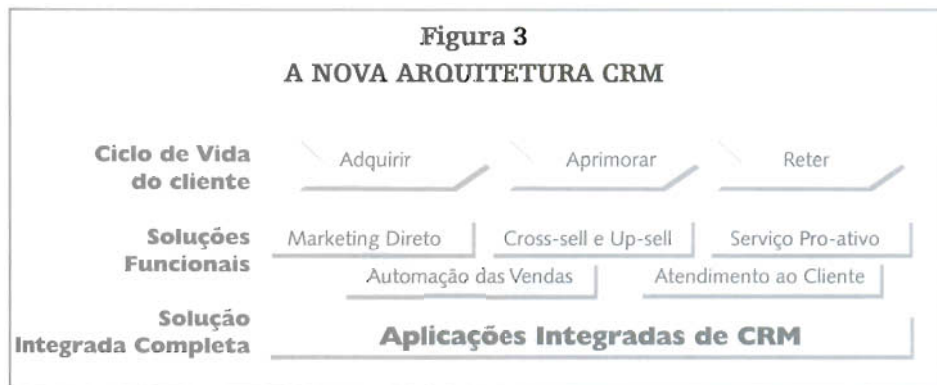 Figura 3
A NOVA ARQUITETURA CRM
Ciclo de Vida
do cliente
Adquirir
Aprimorar
Reter
Soluções
Funcionais
Marketing Direto
Cross-sell e Up-sell
Serviço Pro-ativo
Automação das Vendas
Atendimento ao Cliente
Solução
Integrada Completa
Aplicações Integradas de CRM